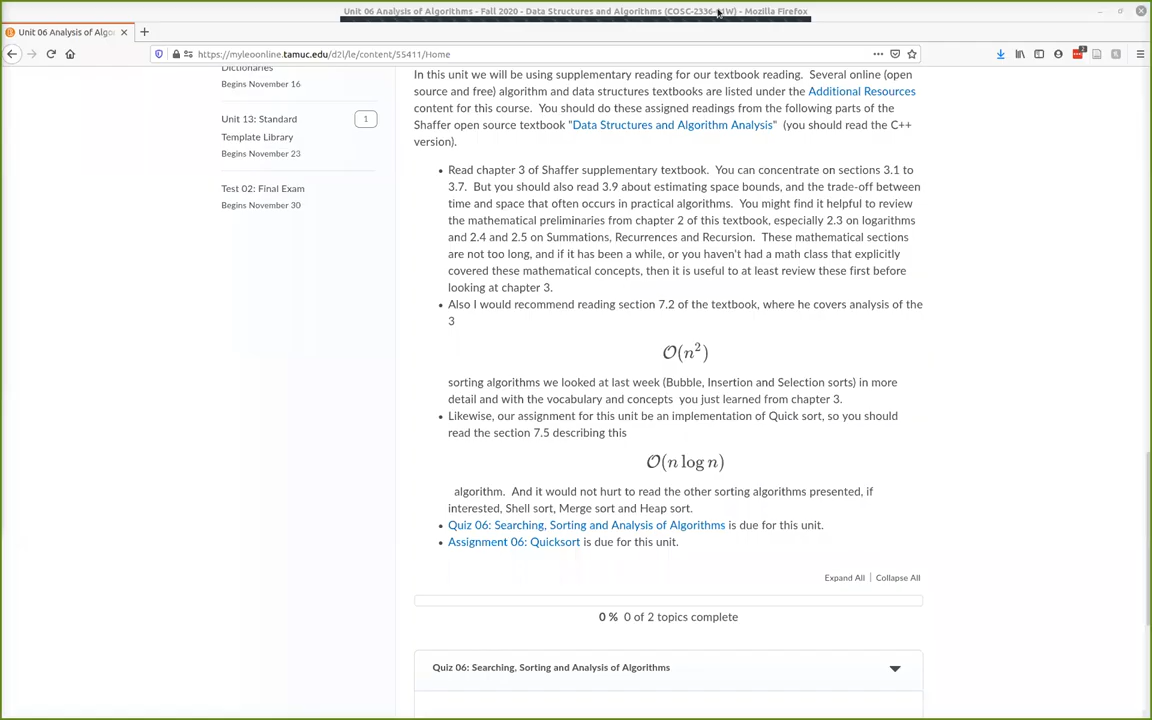 Unit 06 Analysis of Algorithms - Fall 2020 - Data Structures and Algorithms (COSC-2336- W) - Mozilla Firefox
Unit 06 Analysis of Algo
https://myleoonline.tamuc.edu/d2l/le/content/55411/Home
Dictionaries
Begins November 16
Unit 13: Standard
Template Library
1
Begins November 23
Test 02: Final Exam
Begins November 30
In this unit we will be using supplementary reading for our textbook reading. Several online (open
source and free) algorithm and data structures textbooks are listed under the Additional Resources
content for this course. You should do these assigned readings from the following parts of the
Shaffer open source textbook "Data Structures and Algorithm Analysis" (you should read the C++
version).
• Read chapter 3 of Shaffer supplementary textbook. You can concentrate on sections 3.1 to
3.7. But you should also read 3.9 about estimating space bounds, and the trade-off between
time and space that often occurs in practical algorithms. You might find it helpful to review
the mathematical preliminaries from chapter 2 of this textbook, especially 2.3 on logarithms
and 2.4 and 2.5 on Summations, Recurrences and Recursion. These mathematical sections
are not too long, and if it has been a while, or you haven't had a math class that explicitly
covered these mathematical concepts, then it is useful to at least review these first before
looking at chapter 3.
• Also I would recommend reading section 7.2 of the textbook, where he covers analysis of the
3
O(n²)
sorting algorithms we looked at last week (Bubble, Insertion and Selection sorts) in more
detail and with the vocabulary and concepts you just learned from chapter 3.
• Likewise, our assignment for this unit be an implementation of Quick sort, so you should
read the section 7.5 describing this
O(n log n)
algorithm. And it would not hurt to read the other sorting algorithms presented, if
interested, Shell sort, Merge sort and Heap sort.
• Quiz 06: Searching, Sorting and Analysis of Algorithms is due for this unit.
• Assignment 06: Quicksort is due for this unit.
Expand All | Collapse All
0 % 0 of 2 topics complete
Quiz 06: Searching, Sorting and Analysis of Algorithms